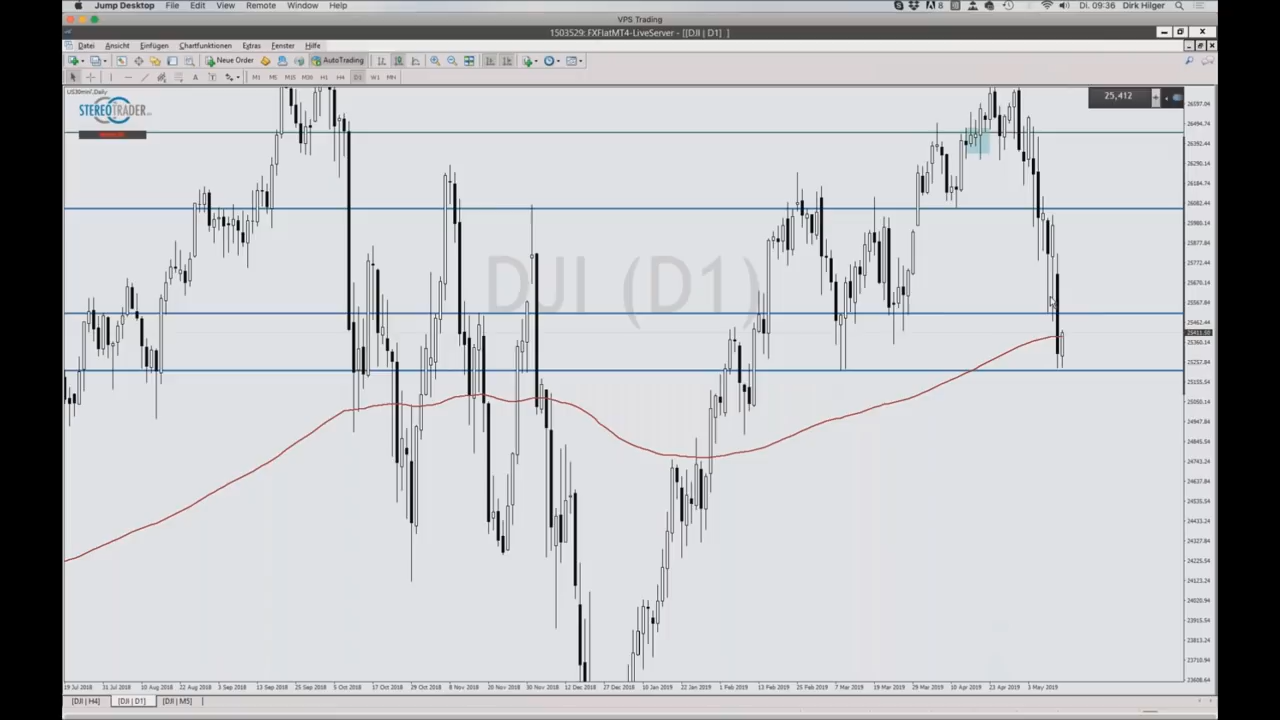 Jump Desktop File Edit View Remote Window Help 8 Di. 09:36 Dirk Hilger
VPS Trading
1503529: FXFlatMT4-LiveServer - [[DJI | D1] ]
Datei Ansicht Einfügen Chartfunktionen Extras Fenster Hilfe
New Order AutoTrading
A T M1 M5 M15 M30 H1 H4 D1 W1 MN
US30mini',Daily
STEREOTRADER
25,412
DJI (D1)
26597.04
26494.74
26392.44
26290.14
26184.74
26082.44
25980.14
25877.84
25772.44
25670.14
25567.84
25462.44
25411.50
25360.14
25257.84
25155.54
25050.14
24947.84
24845.54
24743.24
24637.84
24535.54
24433.24
24327.84
24225.54
24123.24
24020.94
23915.54
23813.24
23710.94
23608.64
19 Jul 2018 31 Jul 2018 10 Aug 2018 22 Aug 2018 3 Sep 2018 13 Sep 2018 25 Sep 2018 5 Oct 2018 17 Oct 2018 29 Oct 2018 8 Nov 2018 20 Nov 2018 30 Nov 2018 12 Dec 2018 27 Dec 2018 10 Jan 2019 22 Jan 2019 1 Feb 2019 13 Feb 2019 25 Feb 2019 7 Mar 2019 19 Mar 2019 29 Mar 2019 10 Apr 2019 23 Apr 2019 3 May 2019
[DJI | H4] [DJI | D1] [DJI | M5]